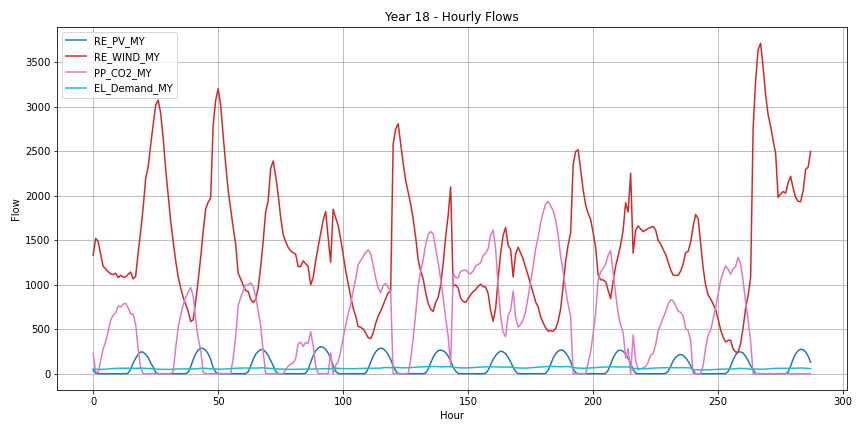 Year 18 - Hourly Flows
RE_PV_MY
RE_WIND_MY
PP_CO2_MY
EL_Demand_MY
3500
3000
2500
2000
1500
1000
500
0
Flow
0 50 100 150 200 250 300
Hour